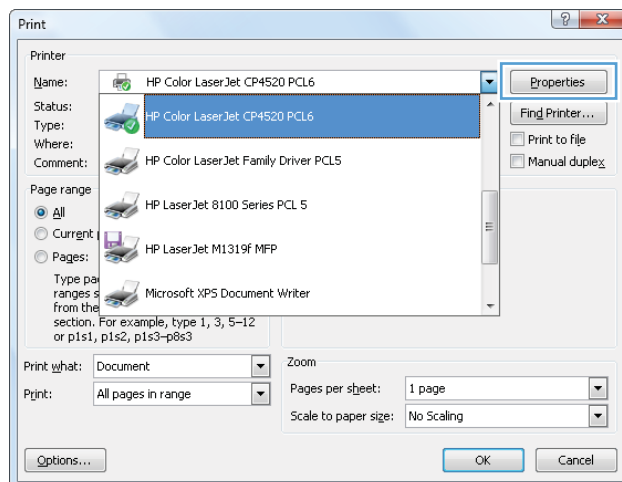 Print
Printer
Name: HP Color LaserJet CP4520 PCL6 Properties
Status: HP Color LaserJet CP4520 PCL6 Find Printer...
Type:
Where: Print to file
Comment: HP Color LaserJet Family Driver PCL5 Manual duplex
Page range
All HP LaserJet 8100 Series PCL 5
Current
Pages: HP LaserJet M1319f MFP
Type
ranges Microsoft XPS Document Writer
from the
section. For example, type 1, 3, 5–12
or p1s1, p1s2, p1s3–p8s3
Print what: Document Zoom
Print: All pages in range Pages per sheet: 1 page
Scale to paper size: No Scaling
Options... OK Cancel